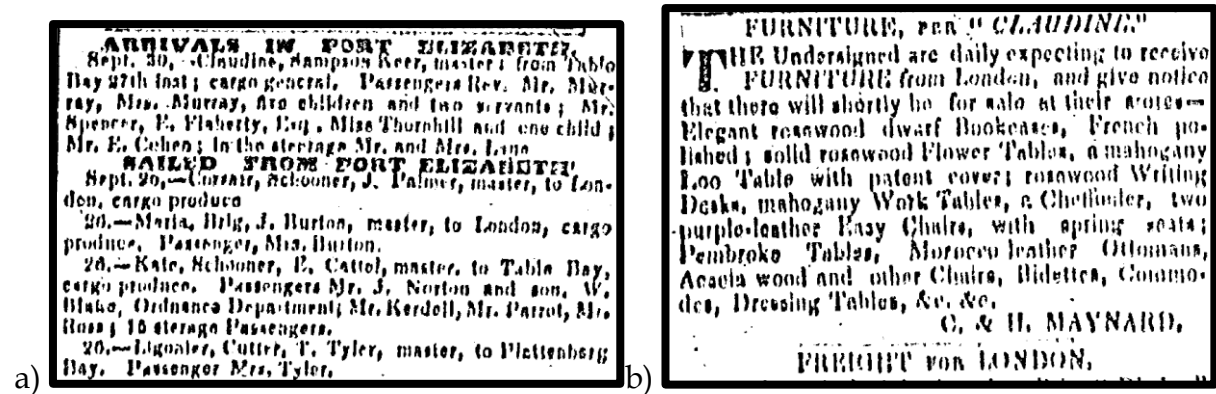 ARRIVALS IN PORT ELIZABETH.
Sept. 30,—Claudine, Sampson Keer, master; from Table
Bay 27th inst; cargo general. Passengers Rev. Mr. Mur-
ray, Mrs. Murray, five children and two servants; Mr.
Spencer, E. Flaherty, Esq. Miss Thornhill and one child;
Mr. E. Cohen; in the steerage Mr. and Mrs. Lane
SAILED FROM PORT ELIZABETH
Sept. 26,—Corsair, Schooner, J. Palmer, master, to Lon-
don, cargo produce
26.—Maria, Brig, J. Burton, master, to London, cargo
produce. Passenger, Mrs. Burton.
28.—Kate, Schooner, E. Cattol, master. to Table Bay,
cargo produce. Passengers Mr. J. Norton and son, W.
Blake, Ordnance Department; Mr. Kerdell, Mr. Parrot, Mr.
Ross; 16 sterage Passengers.
20.—Ligonier, Cutter, T. Tyler, master, to Plattenberg
Bay. Passenger Mrs. Tyler.
a)
FURNITURE, PER "CLAUDINE."
THE Undersigned are daily expecting to receive
FURNITURE from London, and give notice
that there will shortly be for sale at their stores—
Elegant rosewood dwarf Bookcases, French po-
lished; solid rosewood Flower Tables, a mahogany
Loo Table with patent cover; rosewood Writing
Desks, mahogany Work Tables, a Cheffonier, two
purple-leather Easy Chairs, with spring seats;
Pembroke Tables, Morocco leather Ottomans,
Acacia wood and other Chairs, Bidettes, Commo-
des, Dressing Tables, &c. &c.
C. & H. MAYNARD.
FREIGHT FOR LONDON.
b)